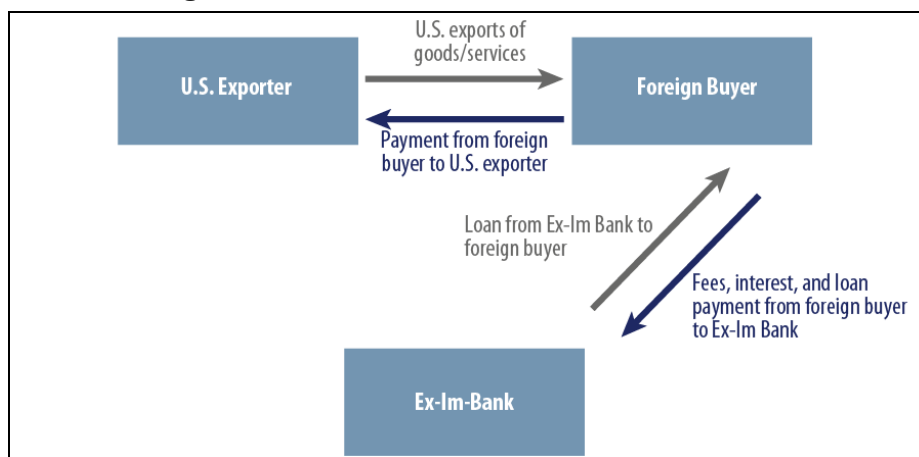 U.S. exports of
goods/services
U.S. Exporter
Foreign Buyer
Payment from foreign
buyer to U.S. exporter
Loan from Ex-Im Bank to
foreign buyer
Fees, interest, and loan
payment from foreign buyer
to Ex-Im Bank
Ex-Im-Bank